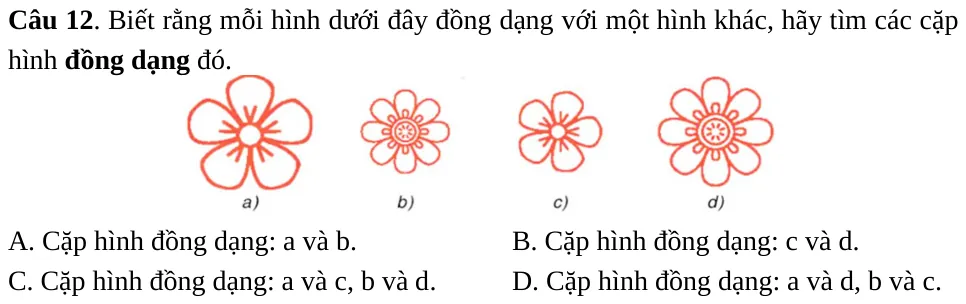 Câu 12. Biết rằng mỗi hình dưới đây đồng dạng với một hình khác, hãy tìm các cặp
hình đồng dạng đó.
a) b) c) d)
A. Cặp hình đồng dạng: a và b. B. Cặp hình đồng dạng: c và d.
C. Cặp hình đồng dạng: a và c, b và d. D. Cặp hình đồng dạng: a và d, b và c.